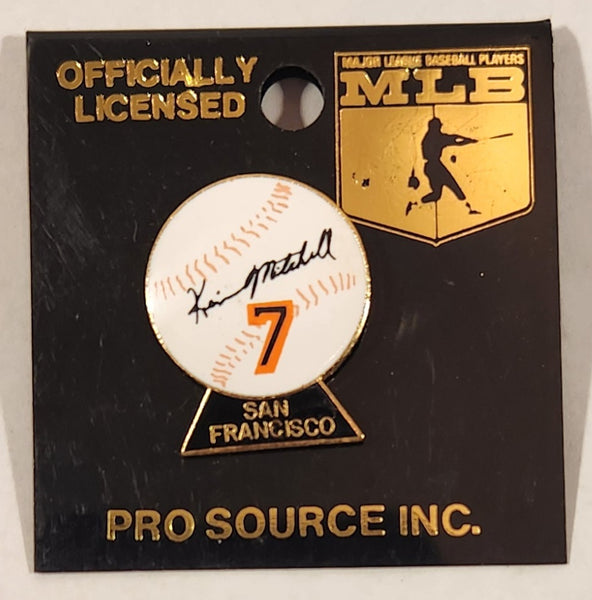 OFFICIALLY
LICENSED
MAJOR LEAGUE BASEBALL PLAYERS
MLB
Kevin Mitchell
7
SAN
FRANCISCO
PRO SOURCE INC.